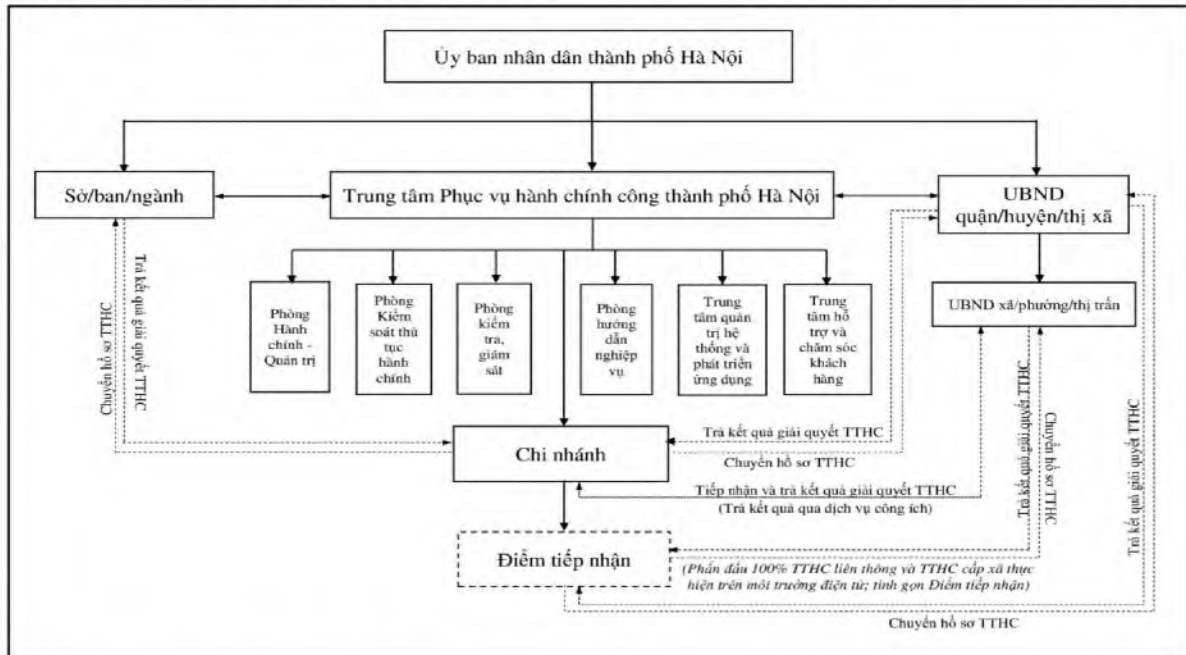 Ủy ban nhân dân thành phố Hà Nội
Sở/ban/ngành
Trung tâm Phục vụ hành chính công thành phố Hà Nội
UBND
quận/huyện/thị xã
Phòng
Hành
chính -
Quản trị
Phòng
Kiểm
soát thủ
tục
hành
chính
Phòng
kiểm
tra,
giám
sát
Phòng
hướng
dẫn
nghiệp
vụ
Trung
tâm quản
trị hệ
thống và
phát triển
ứng dụng
Trung
tâm hỗ
trợ và
chăm sóc
khách
hàng
UBND xã/phường/thị trấn
Chuyển hồ sơ TTHC
Trả kết quả giải quyết TTHC
Chi nhánh
Trả kết quả giải quyết TTHC
Chuyển hồ sơ TTHC
Tiếp nhận và trả kết quả giải quyết TTHC
(Trả kết quả qua dịch vụ công ích)
Trả kết quả giải quyết TTHC
Chuyển hồ sơ TTHC
Trả kết quả giải quyết TTHC
Điểm tiếp nhận
(Phấn đấu 100% TTHC liên thông và TTHC cấp xã thực
hiện trên môi trường điện tử; tinh gọn Điểm tiếp nhận)
Chuyển hồ sơ TTHC